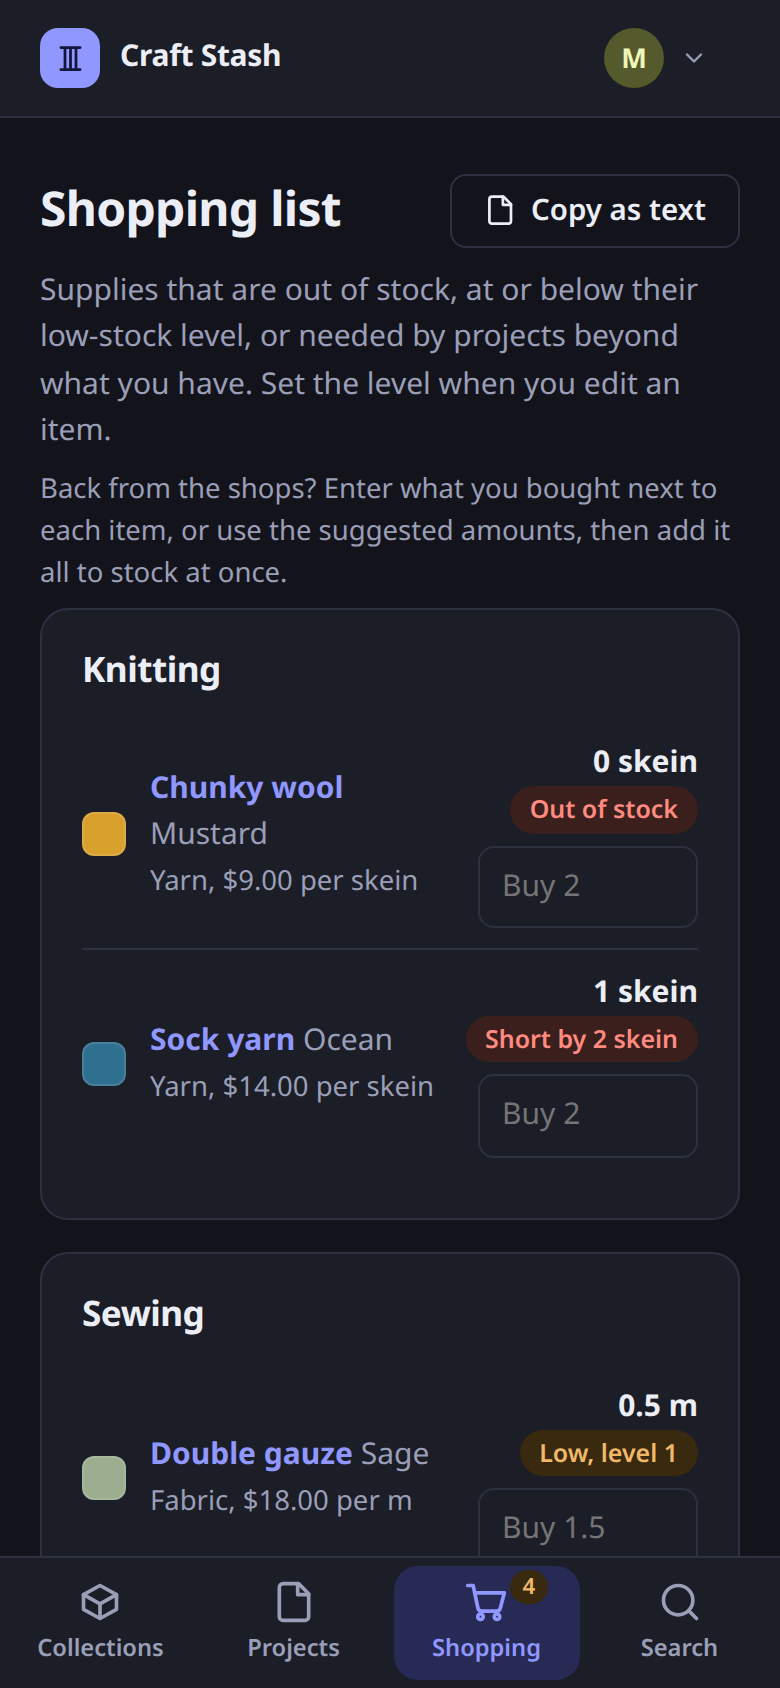 Craft Stash
M
Shopping list
Copy as text
Supplies that are out of stock, at or below their
low-stock level, or needed by projects beyond
what you have. Set the level when you edit an
item.
Back from the shops? Enter what you bought next to
each item, or use the suggested amounts, then add it
all to stock at once.
Knitting
Chunky wool
Mustard
Yarn, $9.00 per skein
0 skein
Out of stock
Buy 2
Sock yarn Ocean
Yarn, $14.00 per skein
1 skein
Short by 2 skein
Buy 2
Sewing
Double gauze Sage
Fabric, $18.00 per m
0.5 m
Low, level 1
Buy 1.5
Collections
Projects
4
Shopping
Search